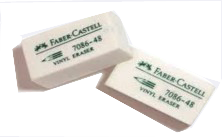 FABER-CASTELL
7086-48
VINYL ERASER
FABER-CASTELL
7086-48
VINYL ERASER